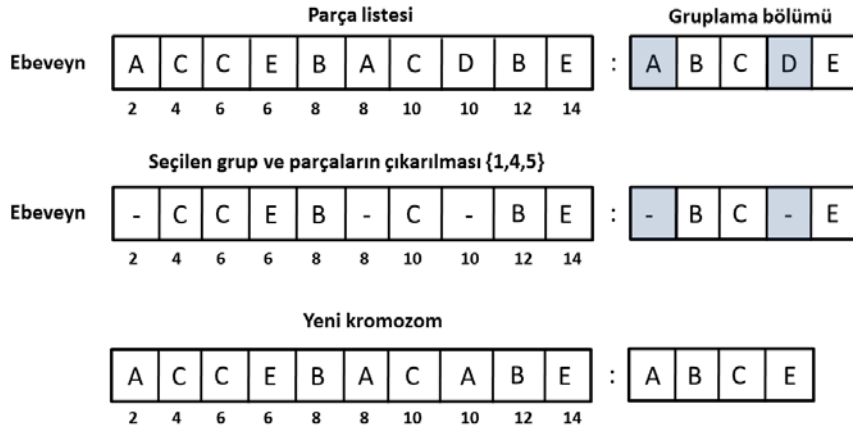 Parça listesi Gruplama bölümü
Ebeveyn A C C E B A C D B E : A B C D E
2 4 6 6 8 8 10 10 12 14
Seçilen grup ve parçaların çıkarılması {1,4,5}
Ebeveyn - C C E B - C - B E : - B C - E
2 4 6 6 8 8 10 10 12 14
Yeni kromozom
A C C E B A C A B E : A B C E
2 4 6 6 8 8 10 10 12 14